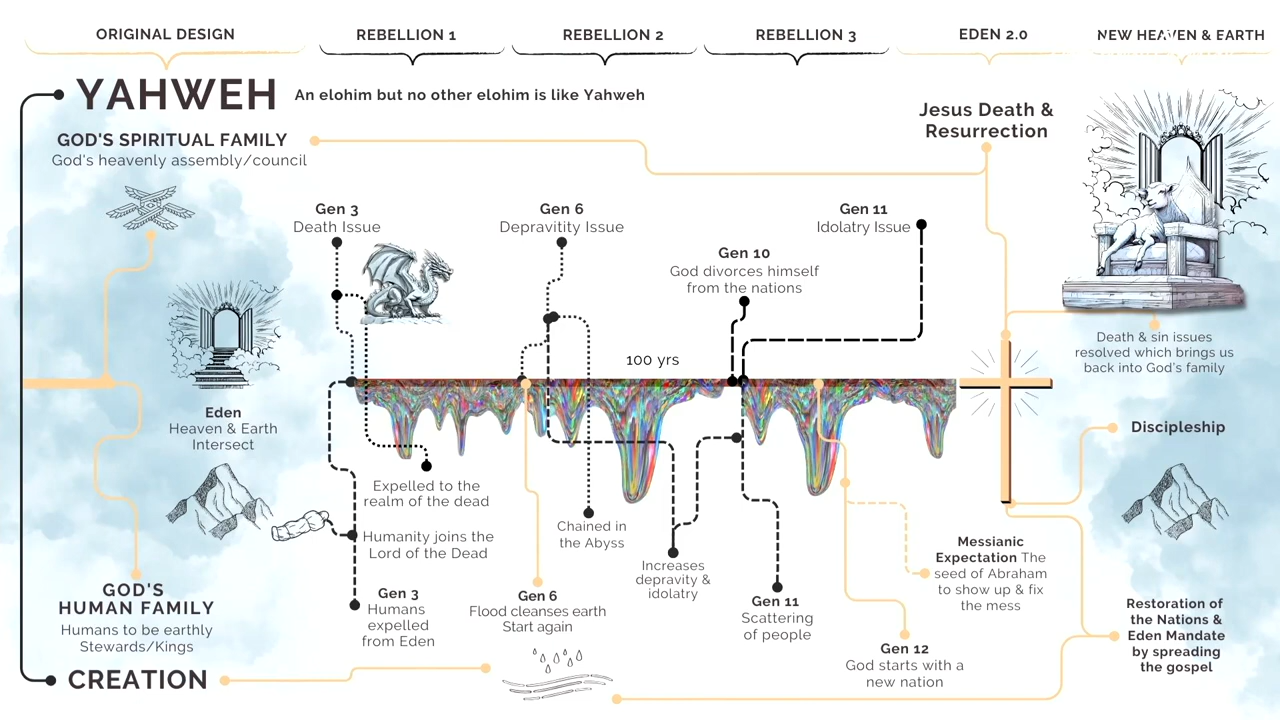 ORIGINAL DESIGN
REBELLION 1
REBELLION 2
REBELLION 3
EDEN 2.0
NEW HEAVEN & EARTH
YAHWEH
An elohim but no other elohim is like Yahweh
GOD'S SPIRITUAL FAMILY
God's heavenly assembly/council
Jesus Death &
Resurrection
Gen 3
Death Issue
Gen 6
Depravitity Issue
Gen 10
God divorces himself
from the nations
Gen 11
Idolatry Issue
100 yrs
Death & sin issues
resolved which brings us
back into God's family
Eden
Heaven & Earth
Intersect
Discipleship
Expelled to the
realm of the dead
Humanity joins the
Lord of the Dead
Gen 3
Humans
expelled
from Eden
Chained in
the Abyss
Gen 6
Flood cleanses earth
Start again
Increases
depravity &
idolatry
Gen 11
Scattering
of people
Messianic
Expectation The
seed of Abraham
to show up & fix
the mess
Gen 12
God starts with a
new nation
Restoration of
the Nations &
Eden Mandate
by spreading
the gospel
GOD'S
HUMAN FAMILY
Humans to be earthly
Stewards/Kings
CREATION